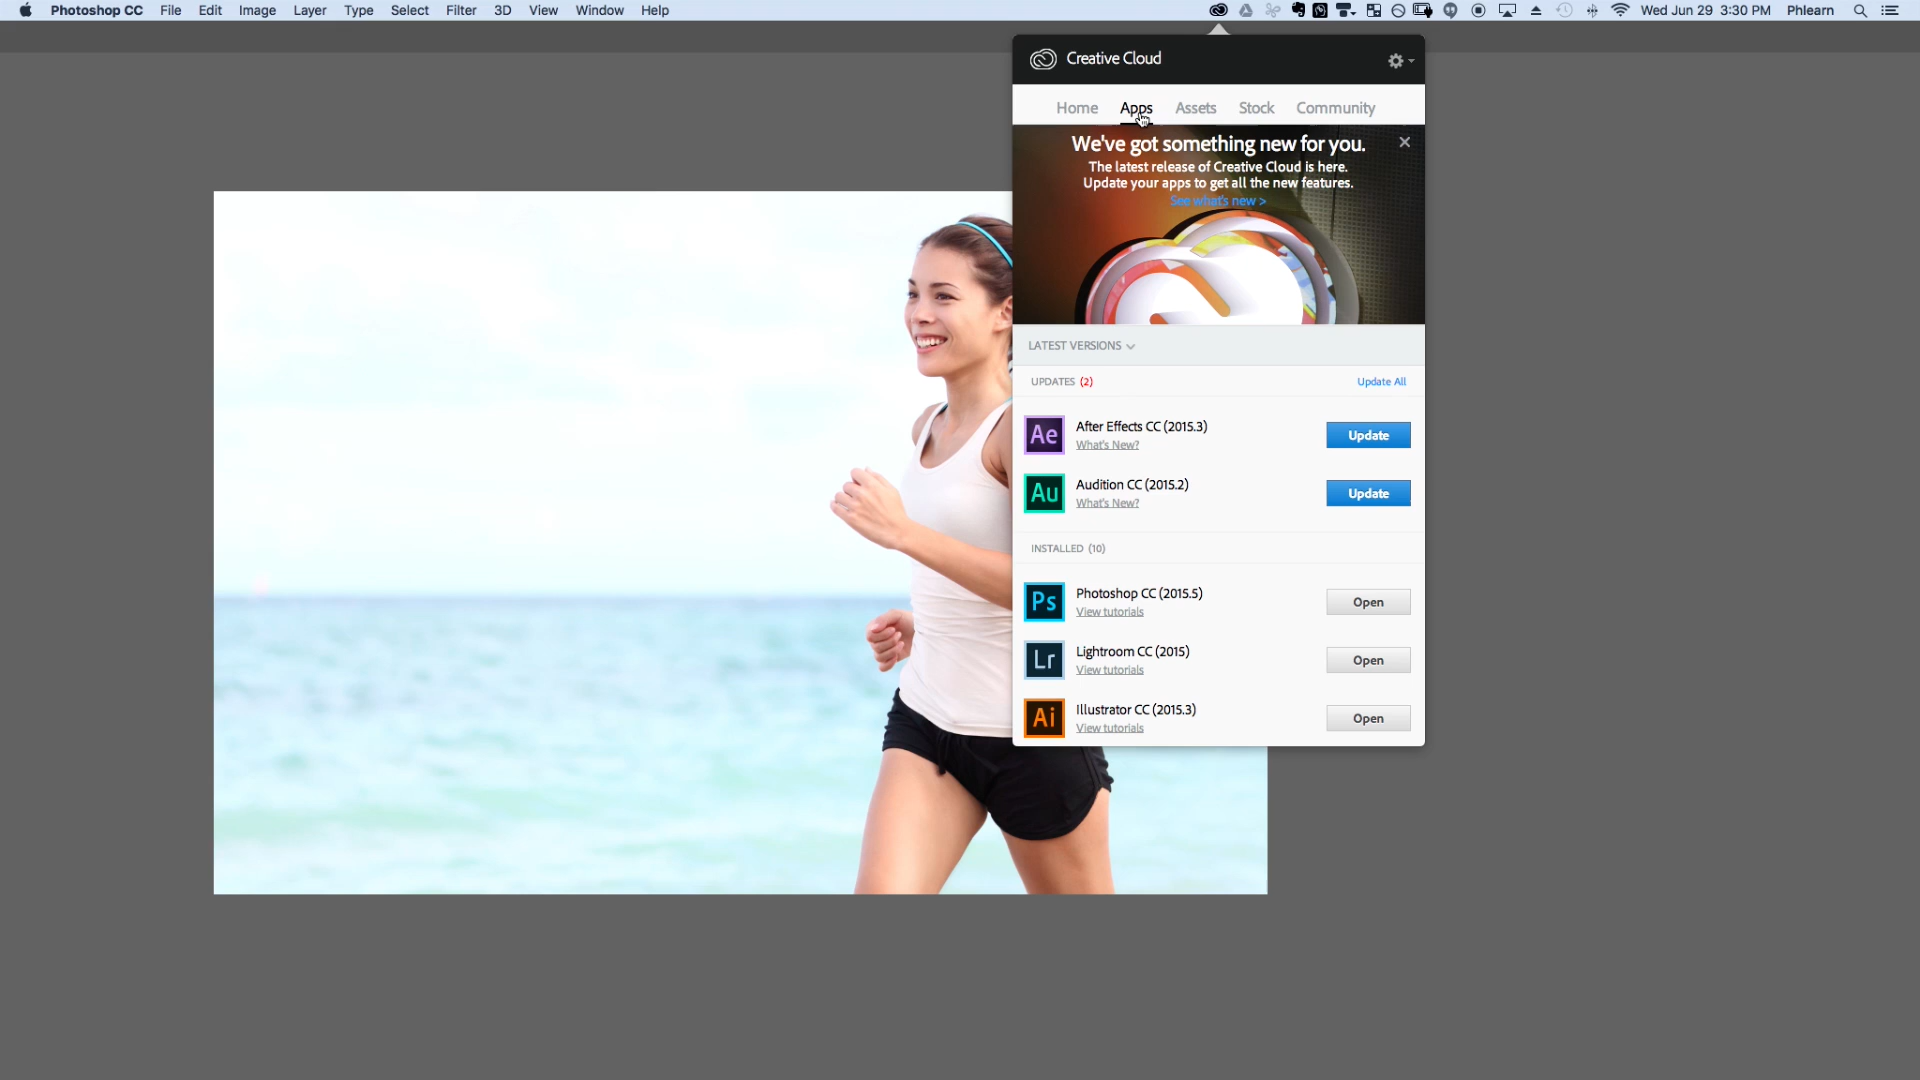 Photoshop CC File Edit Image Layer Type Select Filter 3D View Window Help Wed Jun 29 3:30 PM Phlearn
Creative Cloud
Home Apps Assets Stock Community
We've got something new for you.
The latest release of Creative Cloud is here.
Update your apps to get all the new features.
See what's new >
LATEST VERSIONS
UPDATES (2) Update All
Ae After Effects CC (2015.3) Update
What's New?
Au Audition CC (2015.2) Update
What's New?
INSTALLED (10)
Ps Photoshop CC (2015.5) Open
View tutorials
Lr Lightroom CC (2015) Open
View tutorials
Ai Illustrator CC (2015.3) Open
View tutorials